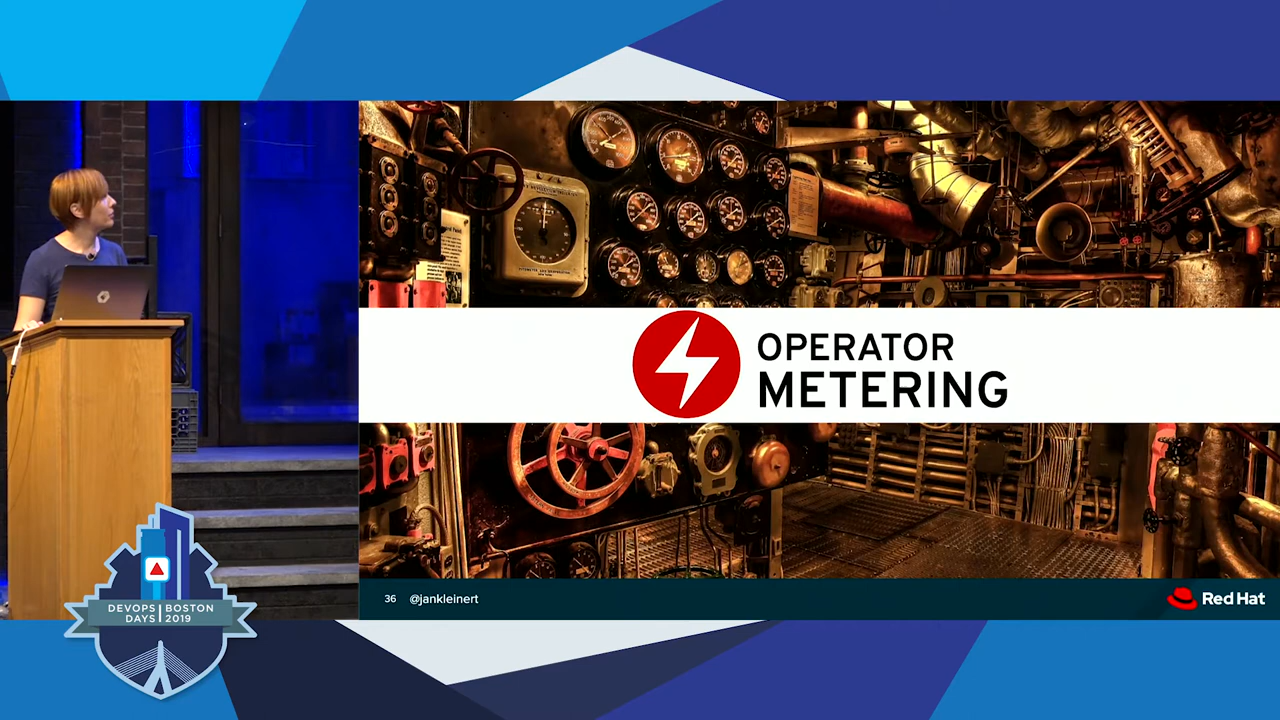 OPERATOR
METERING
36 @jankleinert
Red Hat
DEVOPS BOSTON
DAYS 2019